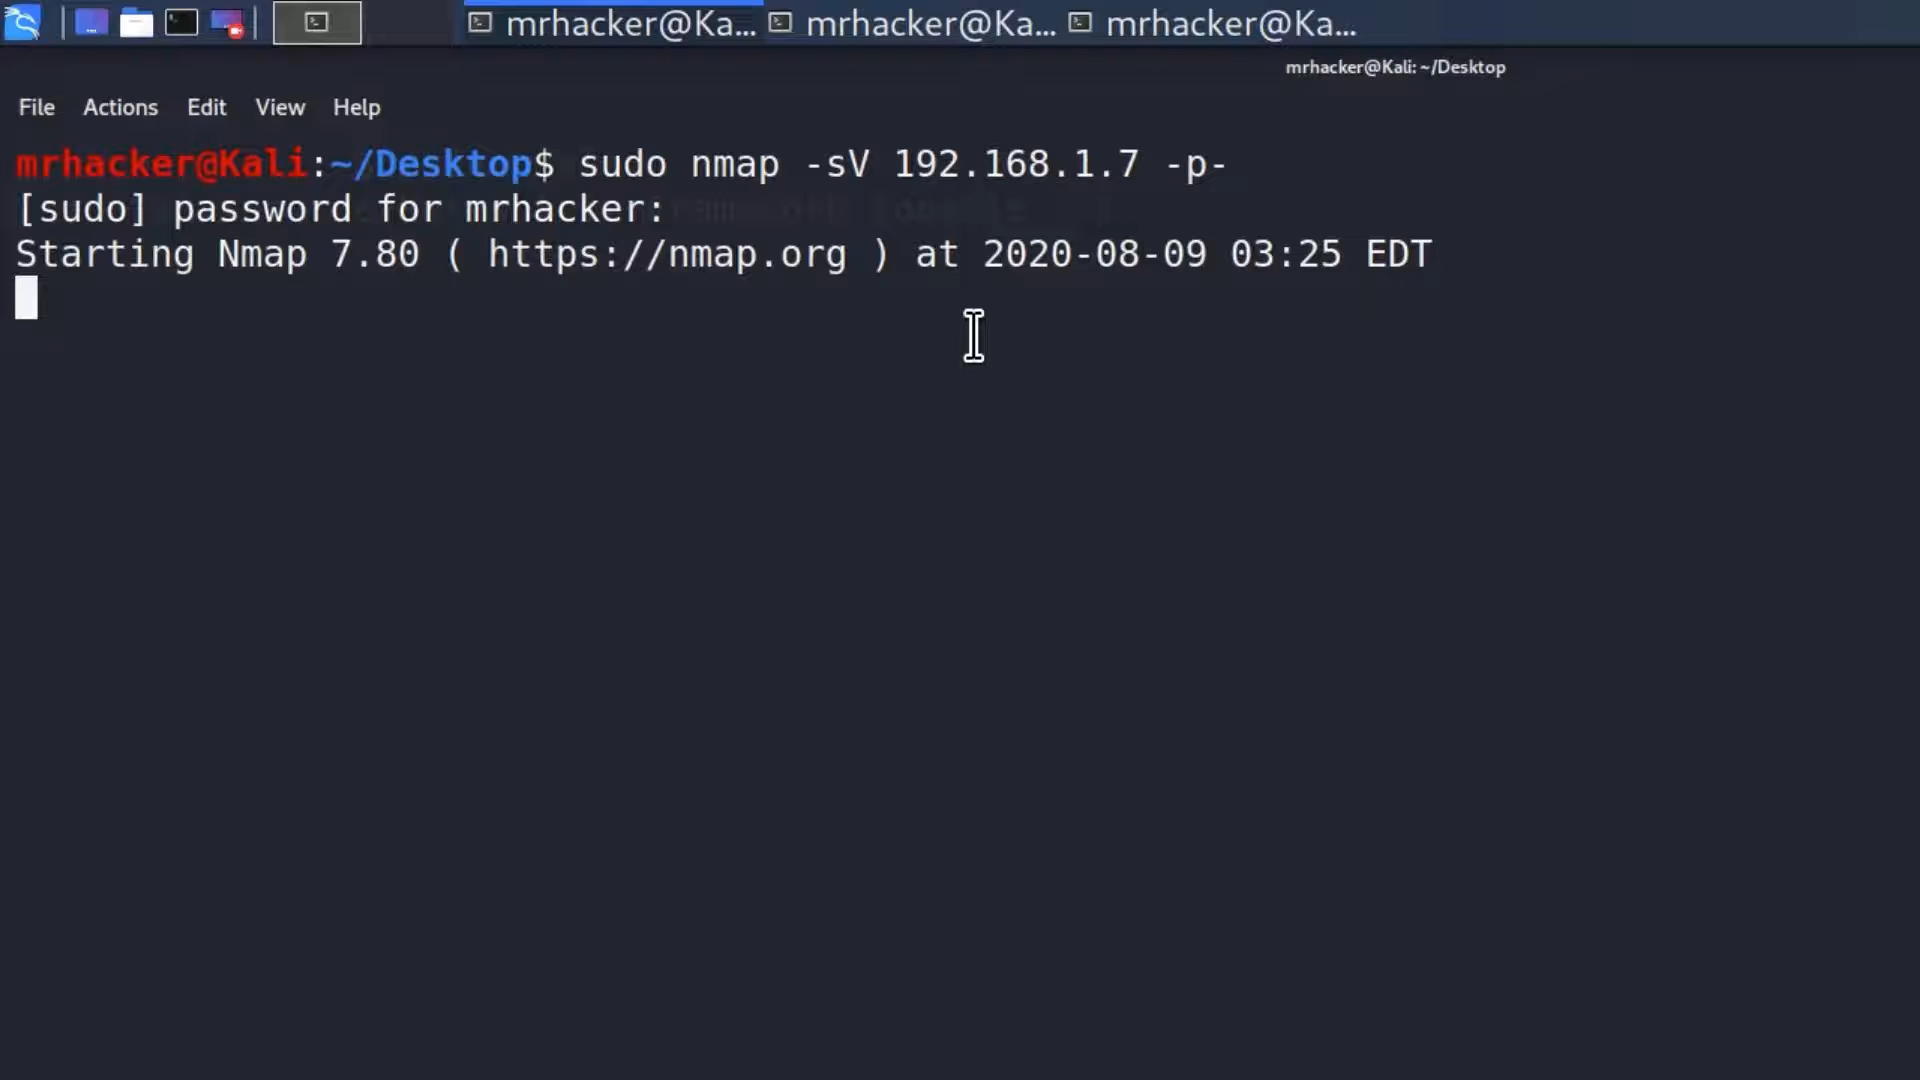 mrhacker@Ka... mrhacker@Ka... mrhacker@Ka...
mrhacker@Kali: ~/Desktop
File Actions Edit View Help
mrhacker@Kali:~/Desktop$ sudo nmap -sV 192.168.1.7 -p-
[sudo] password for mrhacker:
Starting Nmap 7.80 ( https://nmap.org ) at 2020-08-09 03:25 EDT